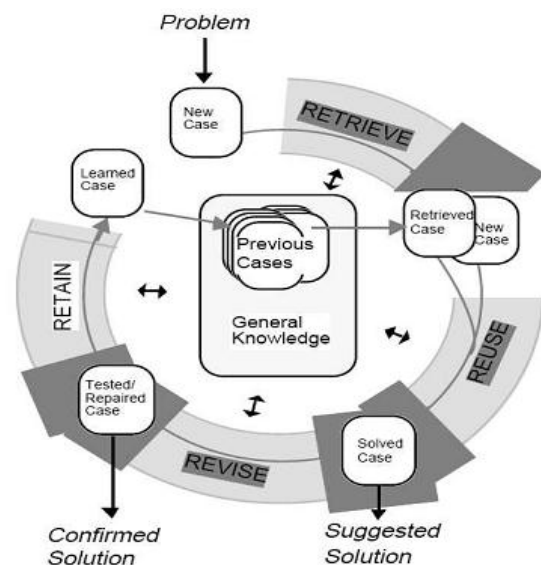 Problem
New
Case
RETRIEVE
Learned
Case
Retrieved
Case
New
Case
Previous
Cases
General
Knowledge
RETAIN
REUSE
Tested/
Repaired
Case
Solved
Case
REVISE
Confirmed
Solution
Suggested
Solution